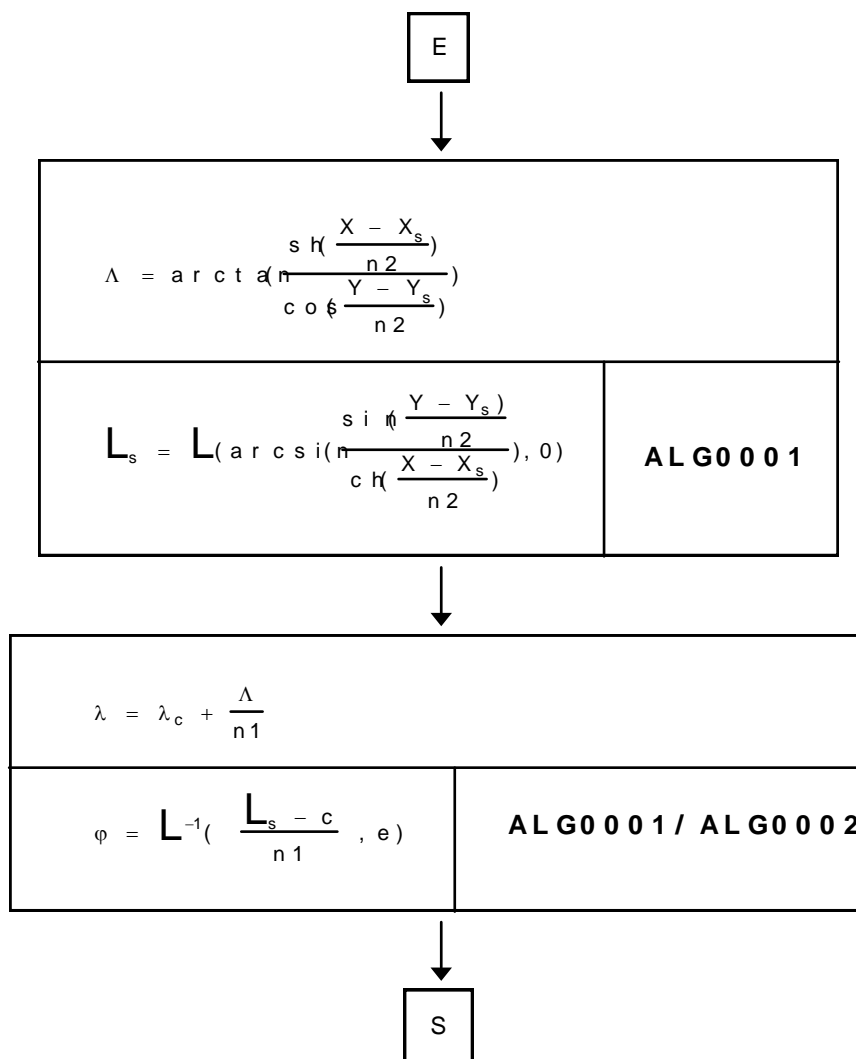 E
Λ = arctan(sh((X − Xₛ)/n2)/cos((Y − Yₛ)/n2))
Lₛ = L(arcsin(sin((Y − Yₛ)/n2)/ch((X − Xₛ)/n2)), 0)
ALG0001
λ = λc + Λ/n1
φ = L⁻¹((Lₛ − c)/n1, e)
ALG0001/ ALG0002
S